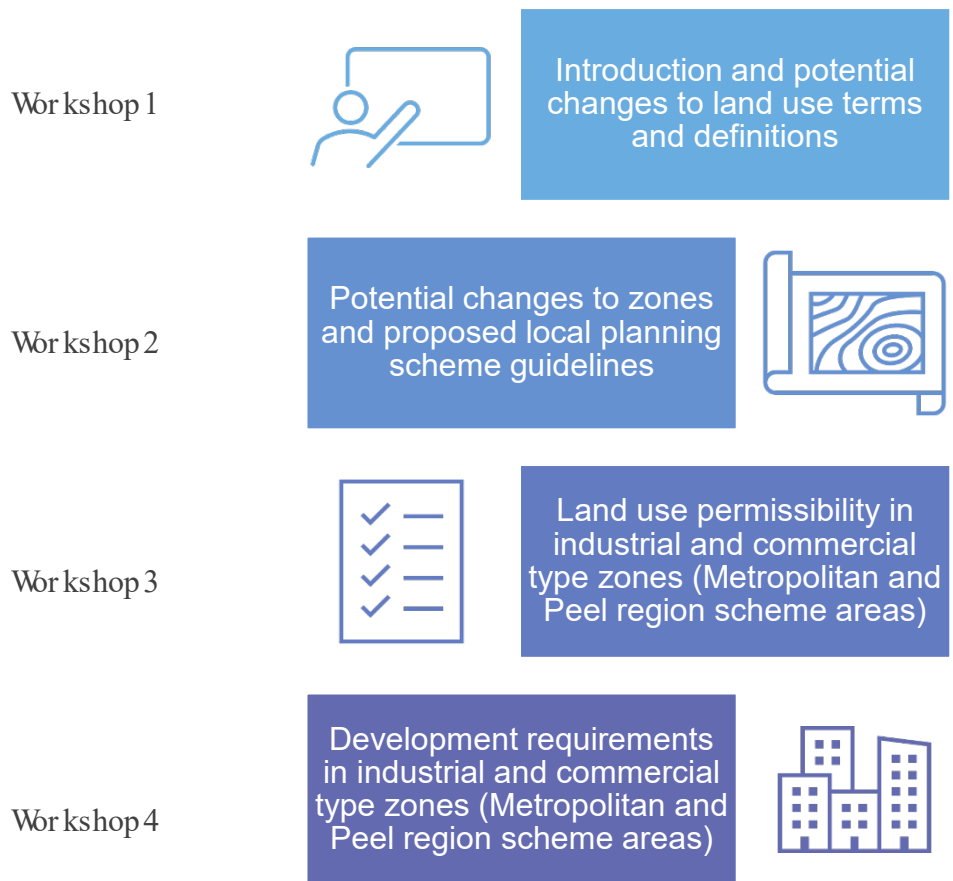 Workshop 1
Introduction and potential
changes to land use terms
and definitions
Workshop 2
Potential changes to zones
and proposed local planning
scheme guidelines
Workshop 3
Land use permissibility in
industrial and commercial
type zones (Metropolitan and
Peel region scheme areas)
Workshop 4
Development requirements
in industrial and commercial
type zones (Metropolitan and
Peel region scheme areas)